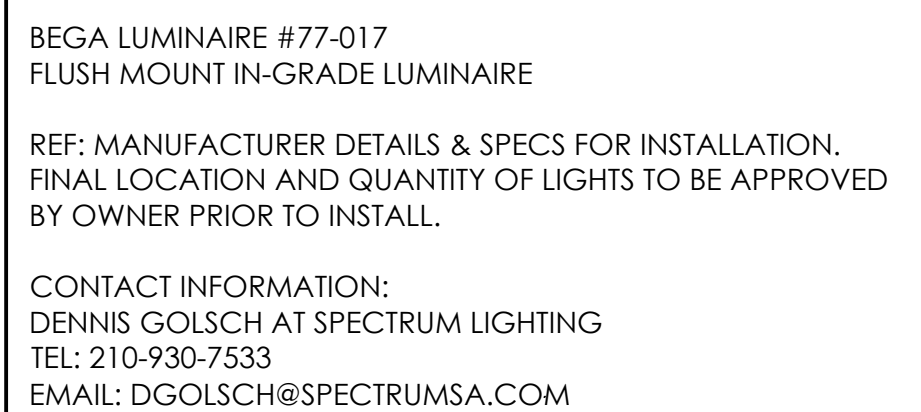 BEGA LUMINAIRE #77-017
FLUSH MOUNT IN-GRADE LUMINAIRE
REF: MANUFACTURER DETAILS & SPECS FOR INSTALLATION.
FINAL LOCATION AND QUANTITY OF LIGHTS TO BE APPROVED
BY OWNER PRIOR TO INSTALL.
CONTACT INFORMATION:
DENNIS GOLSCH AT SPECTRUM LIGHTING
TEL: 210-930-7533
EMAIL: DGOLSCH@SPECTRUMSA.COM